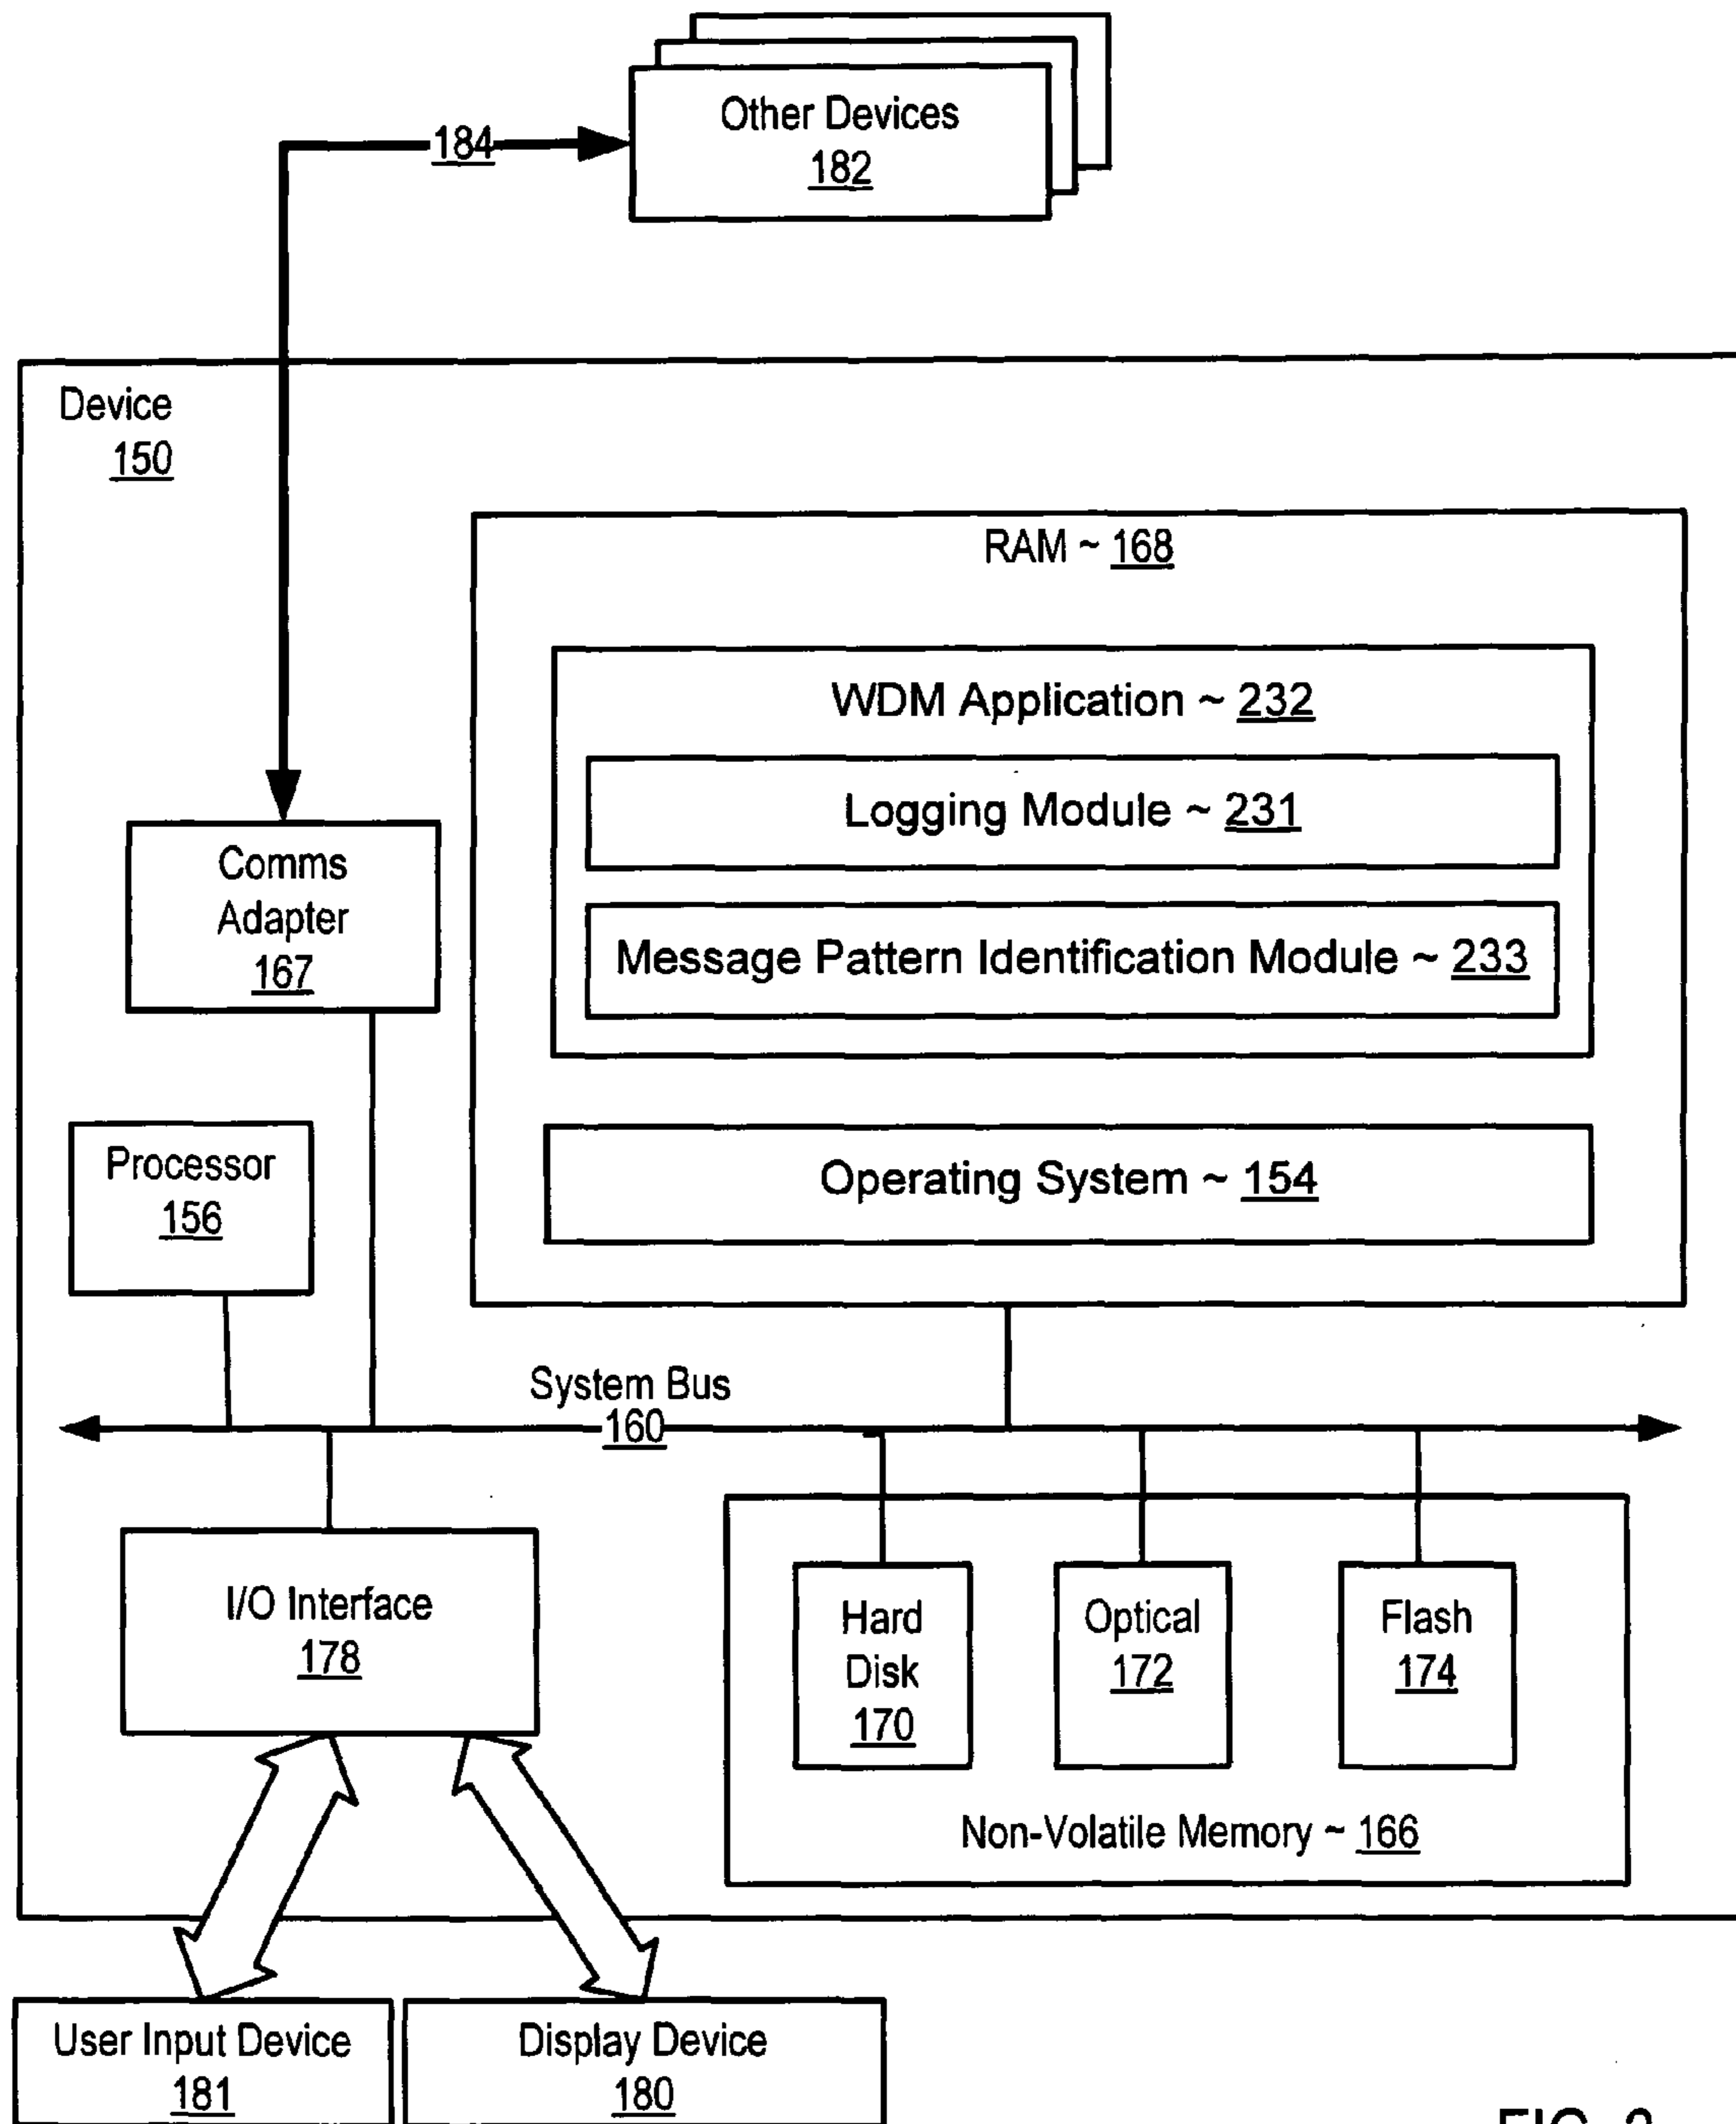 Other Devices
182
184
Device
150
RAM ~ 168
WDM Application ~ 232
Logging Module ~ 231
Comms
Adapter
167
Message Pattern Identification Module ~ 233
Processor
156
Operating System ~ 154
System Bus
160
I/O Interface
178
Hard
Disk
170
Optical
172
Flash
174
Non-Volatile Memory ~ 166
User Input Device
181
Display Device
180